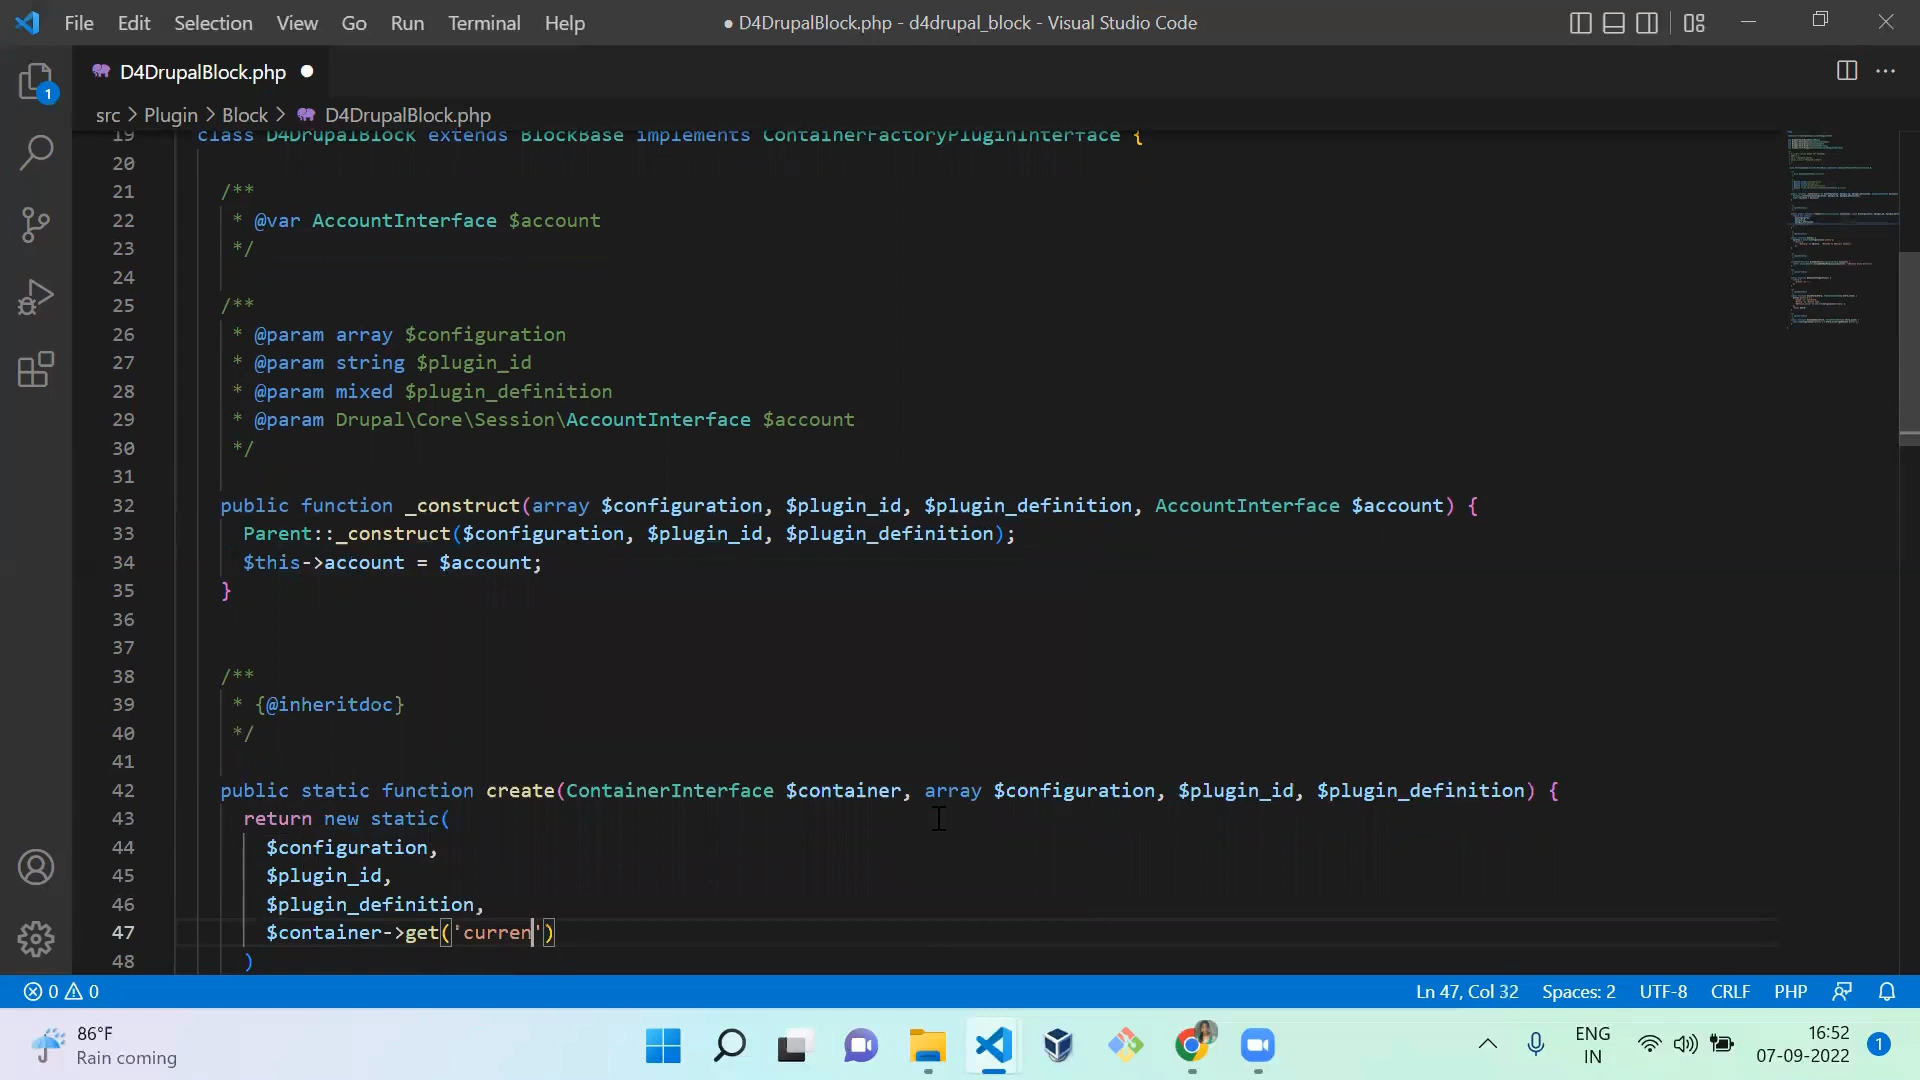 File Edit Selection View Go Run Terminal Help
● D4DrupalBlock.php - d4drupal_block - Visual Studio Code
D4DrupalBlock.php
1
src > Plugin > Block > D4DrupalBlock.php
19 class D4DrupalBlock extends BlockBase implements ContainerFactoryPluginInterface {
20
21 /**
22 * @var AccountInterface $account
23 */
24
25 /**
26 * @param array $configuration
27 * @param string $plugin_id
28 * @param mixed $plugin_definition
29 * @param Drupal\Core\Session\AccountInterface $account
30 */
31
32 public function _construct(array $configuration, $plugin_id, $plugin_definition, AccountInterface $account) {
33 Parent::_construct($configuration, $plugin_id, $plugin_definition);
34 $this->account = $account;
35 }
36
37
38 /**
39 * {@inheritdoc}
40 */
41
42 public static function create(ContainerInterface $container, array $configuration, $plugin_id, $plugin_definition) {
43 return new static(
44 $configuration,
45 $plugin_id,
46 $plugin_definition,
47 $container->get('curren')
48 )
0 0 Ln 47, Col 32 Spaces: 2 UTF-8 CRLF PHP
86°F
Rain coming
ENG
IN
16:52
07-09-2022
1